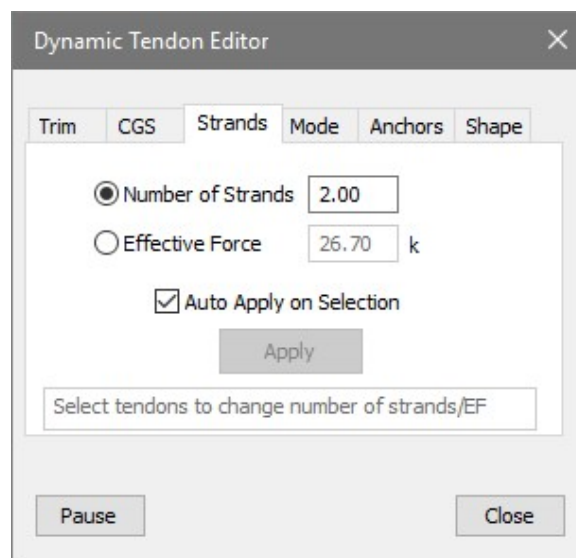 Dynamic Tendon Editor
Trim CGS Strands Mode Anchors Shape
Number of Strands 2.00
Effective Force 26.70 k
Auto Apply on Selection
Apply
Select tendons to change number of strands/EF
Pause Close